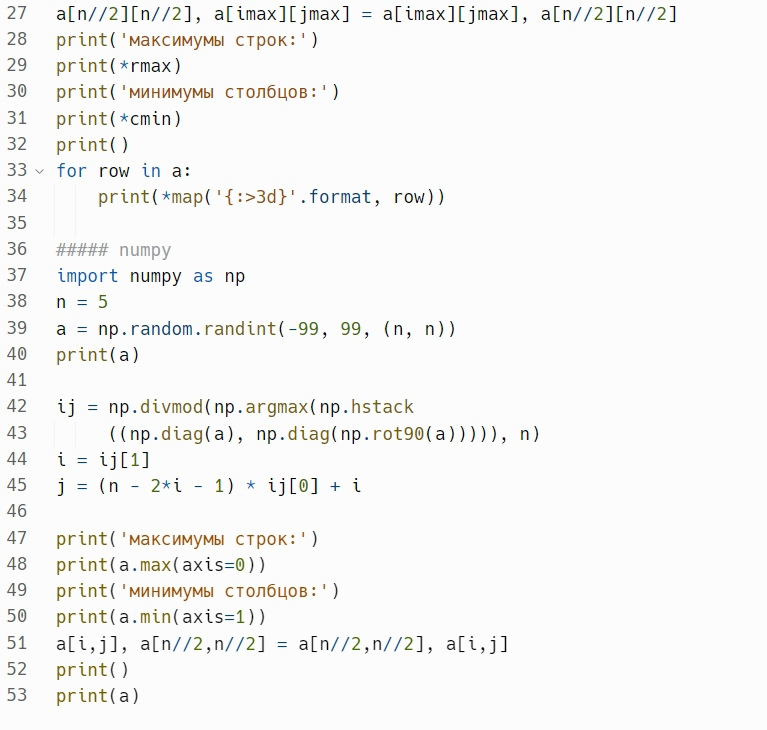 27 a[n//2][n//2], a[imax][jmax] = a[imax][jmax], a[n//2][n//2]
28 print('максимумы строк:')
29 print(*rmax)
30 print('минимумы столбцов:')
31 print(*cmin)
32 print()
33 for row in a:
34     print(*map('{:>3d}'.format, row))
35
36 ##### numpy
37 import numpy as np
38 n = 5
39 a = np.random.randint(-99, 99, (n, n))
40 print(a)
41
42 ij = np.divmod(np.argmax(np.hstack
43      ((np.diag(a), np.diag(np.rot90(a))))), n)
44 i = ij[1]
45 j = (n - 2*i - 1) * ij[0] + i
46
47 print('максимумы строк:')
48 print(a.max(axis=0))
49 print('минимумы столбцов:')
50 print(a.min(axis=1))
51 a[i,j], a[n//2,n//2] = a[n//2,n//2], a[i,j]
52 print()
53 print(a)